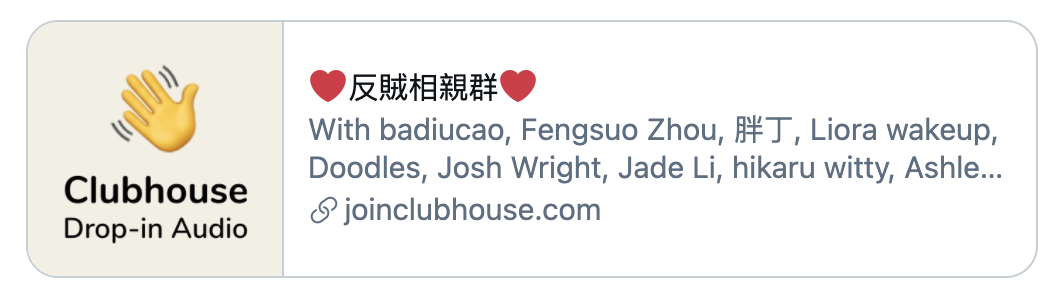 Clubhouse
Drop-in Audio
❤️反賊相親群❤️
With badiucao, Fengsuo Zhou, 胖丁, Liora wakeup,
Doodles, Josh Wright, Jade Li, hikaru witty, Ashle...
joinclubhouse.com